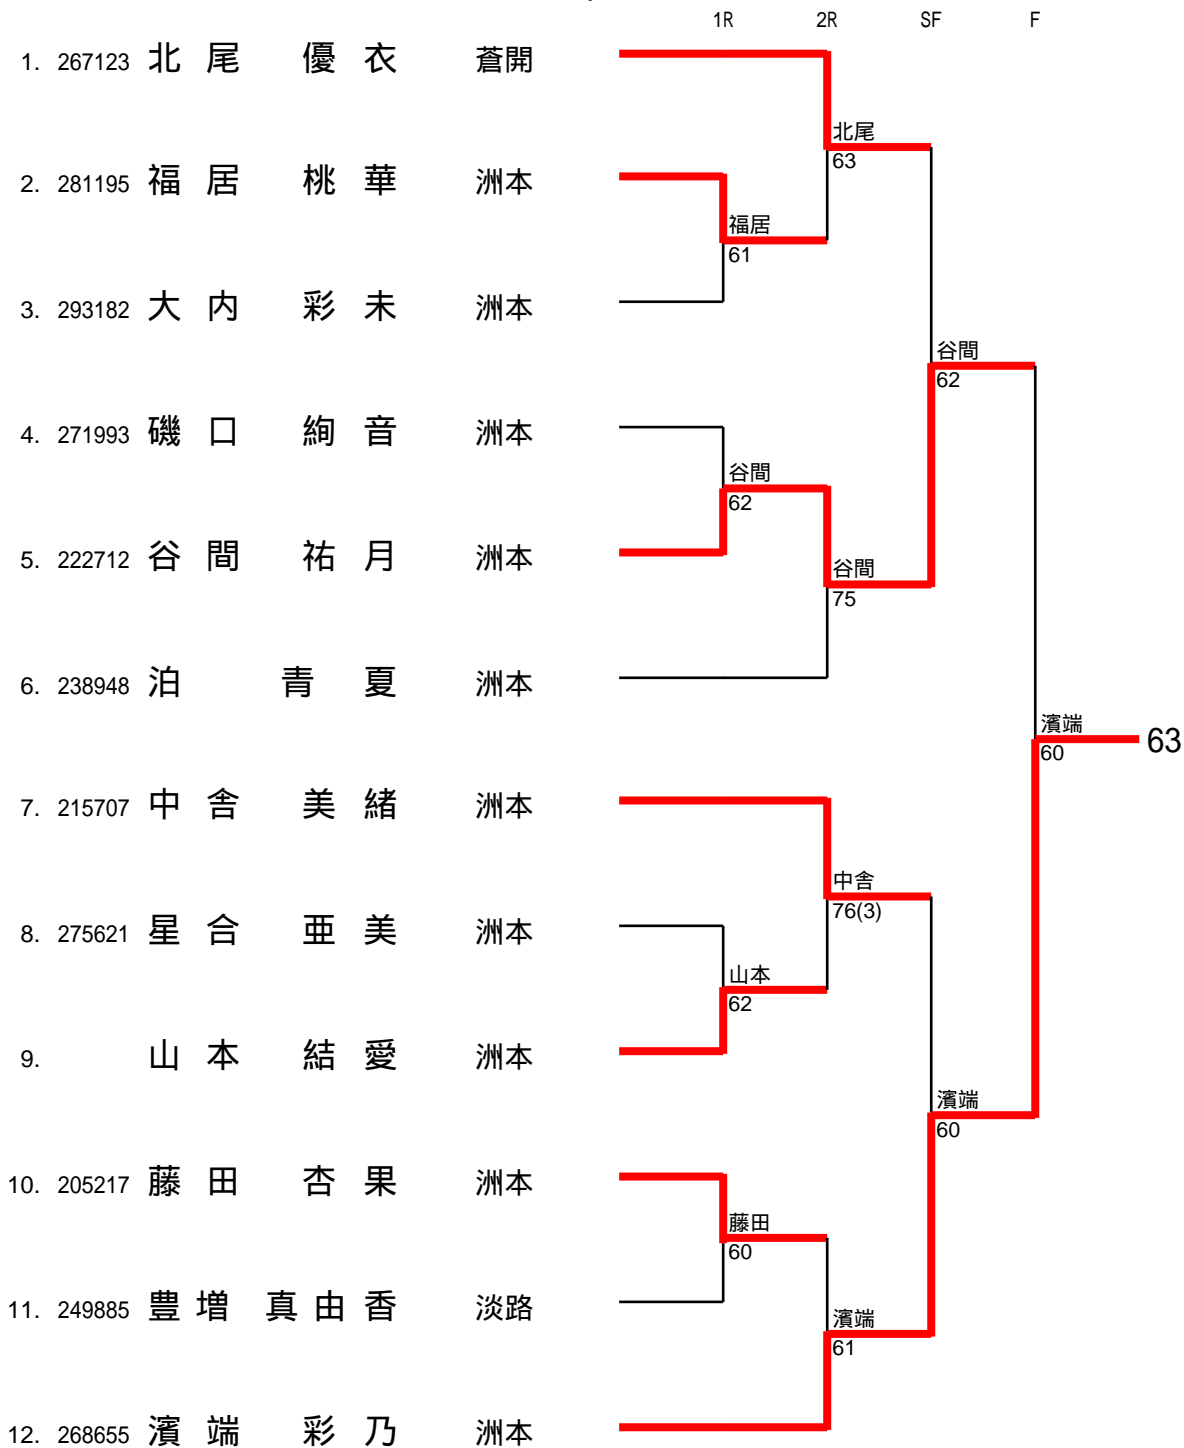 1R 2R SF F
1. 267123 北尾 優衣 蒼開
北尾
63
2. 281195 福居 桃華 洲本
福居
61
3. 293182 大内 彩未 洲本
谷間
62
4. 271993 磯口 絢音 洲本
谷間
62
5. 222712 谷間 祐月 洲本
谷間
75
6. 238948 泊 青夏 洲本
濱端
60
63
7. 215707 中舎 美緒 洲本
中舎
76(3)
8. 275621 星合 亜美 洲本
山本
62
9. 山本 結愛 洲本
濱端
60
10. 205217 藤田 杏果 洲本
藤田
60
11. 249885 豊増 真由香 淡路
濱端
61
12. 268655 濱端 彩乃 洲本